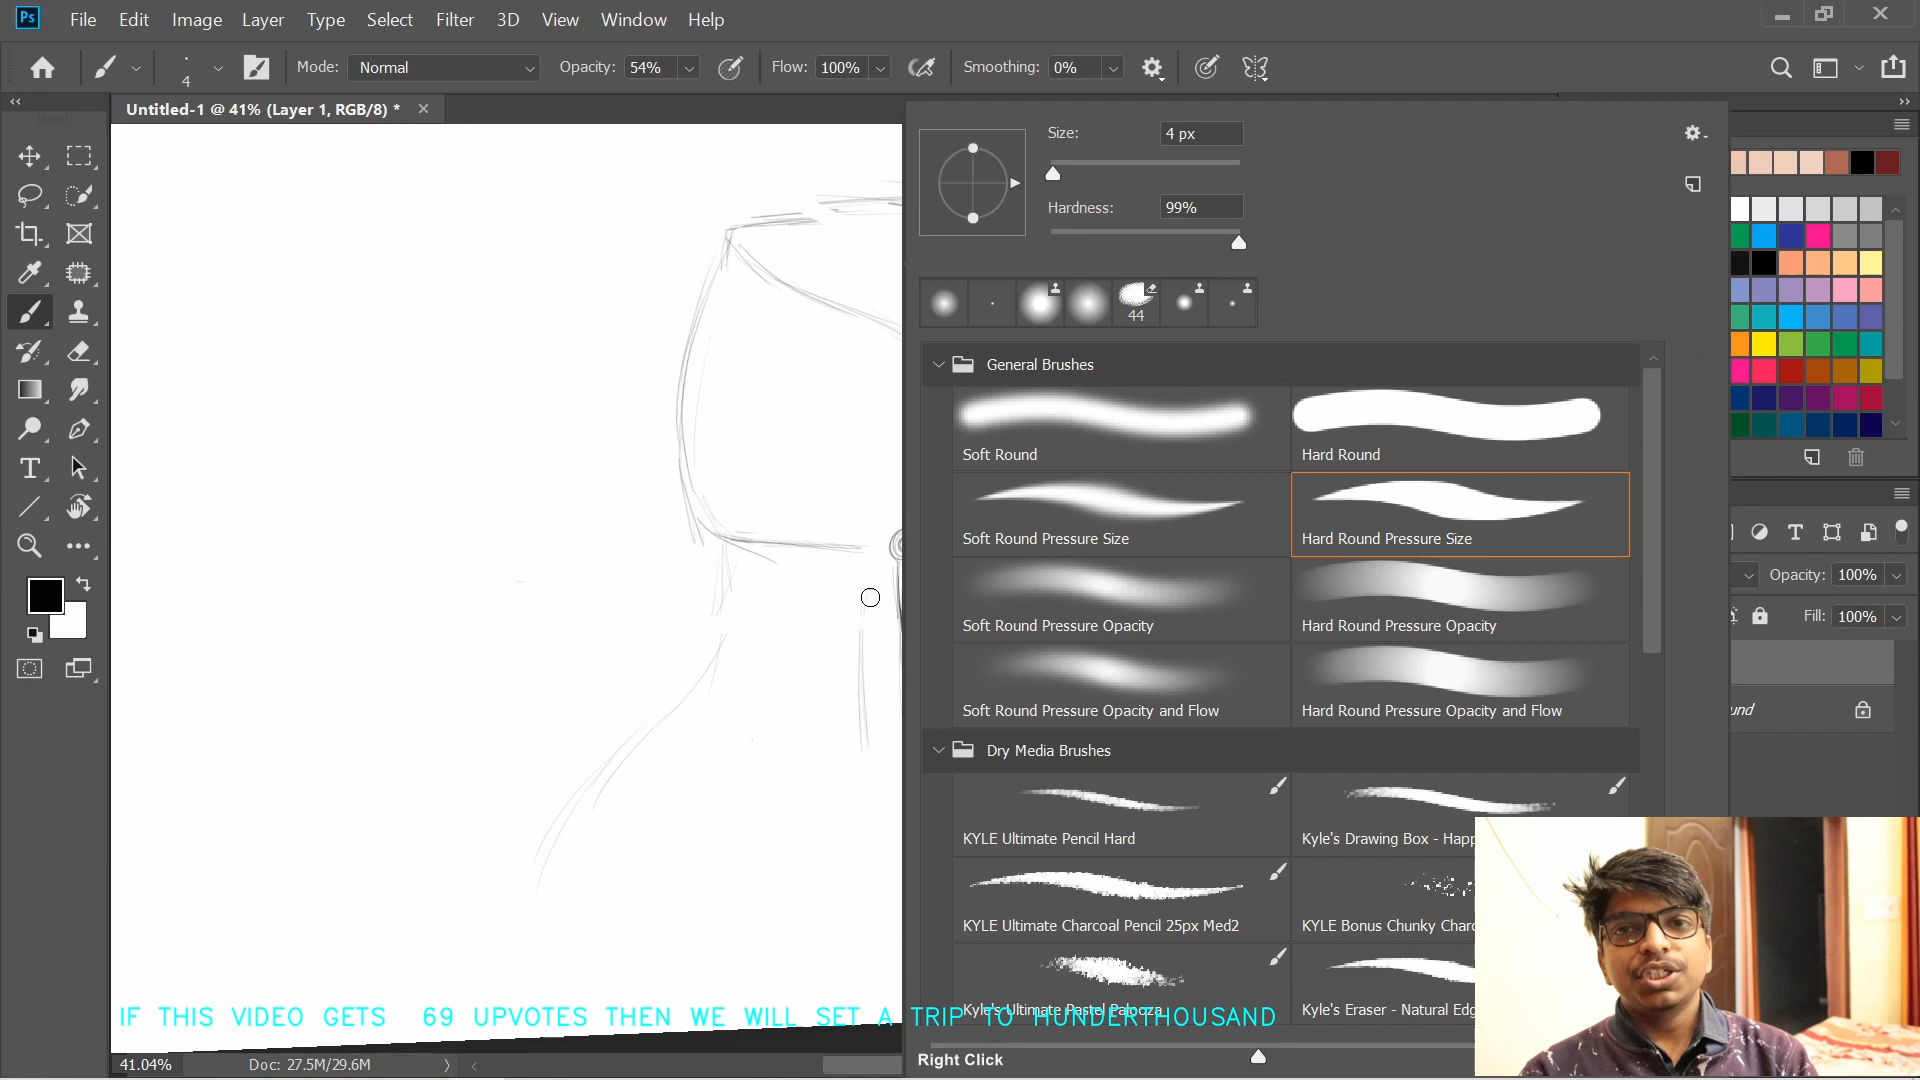 Ps File Edit Image Layer Type Select Filter 3D View Window Help
4 Mode: Normal Opacity: 54% Flow: 100% Smoothing: 0%
Untitled-1 @ 41% (Layer 1, RGB/8) *
Size: 4 px
Hardness: 99%
44
General Brushes
Soft Round Hard Round
Soft Round Pressure Size Hard Round Pressure Size
Soft Round Pressure Opacity Hard Round Pressure Opacity
Soft Round Pressure Opacity and Flow Hard Round Pressure Opacity and Flow
Dry Media Brushes
KYLE Ultimate Pencil Hard Kyle's Drawing Box - Happ
KYLE Ultimate Charcoal Pencil 25px Med2 KYLE Bonus Chunky Charc
Kyle's Ultimate Pastel Palooza Kyle's Eraser - Natural Edg
Opacity: 100%
Fill: 100%
und
IF THIS VIDEO GETS 69 UPVOTES THEN WE WILL SET A TRIP TO HUNDERTHOUSAND
41.04% Doc: 27.5M/29.6M
Right Click